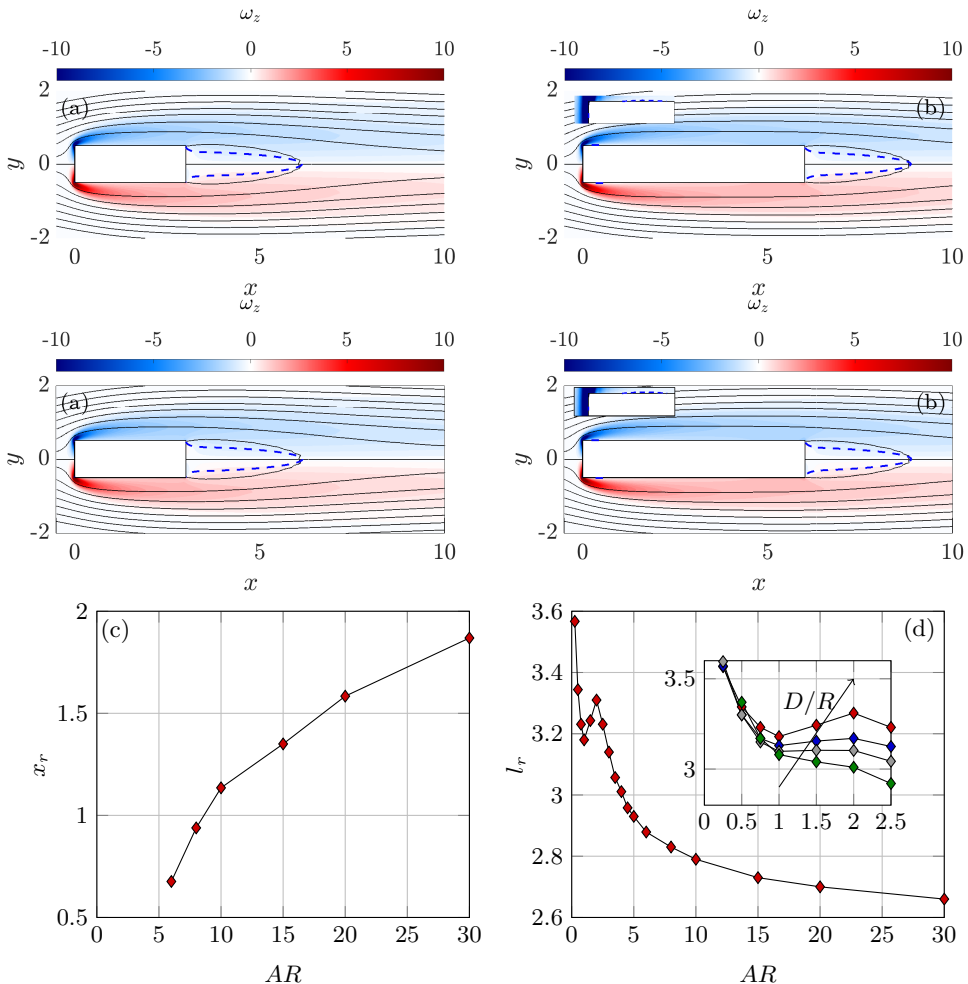 ω_z ω_z
-10 -5 0 5 10 -10 -5 0 5 10
2 (a) 2 (b)
y 0 y 0
-2 -2
0 5 10 0 5 10
x x
ω_z ω_z
-10 -5 0 5 10 -10 -5 0 5 10
2 (a) 2 (b)
y 0 y 0
-2 -2
0 5 10 0 5 10
x x
2 (c)
1.5
x_r
1
0.5
0 5 10 15 20 25 30
AR
3.6 (d)
3.4
3.2
l_r
3
2.8
2.6
0 5 10 15 20 25 30
AR
3.5
D/R
3
0 0.5 1 1.5 2 2.5